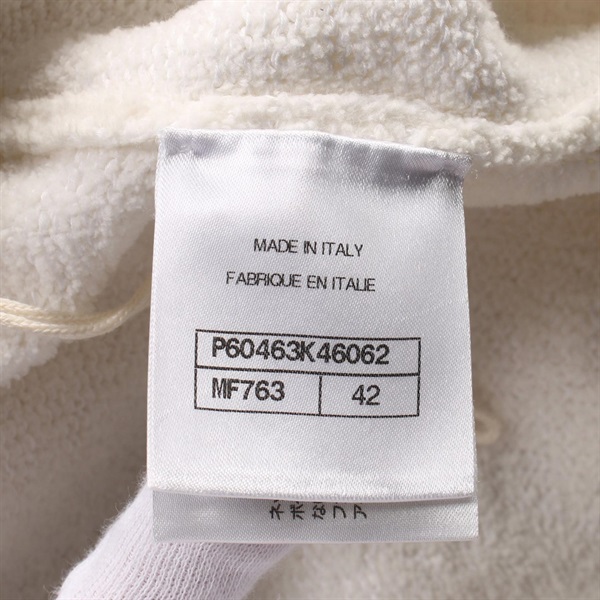 MADE IN ITALY
FABRIQUE EN ITALIE
P60463K46062
MF763 42